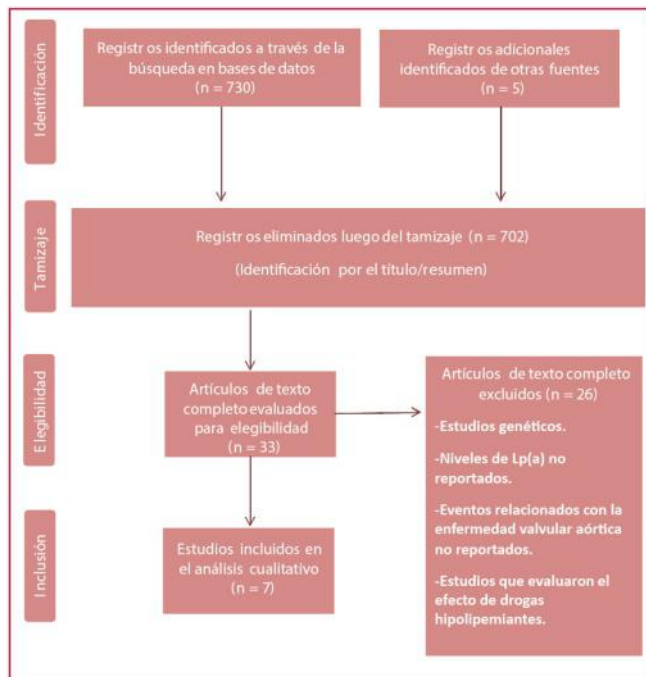 Identificación
Registr os identificados a través de la
búsqueda en bases de datos
(n = 730)
Registr os adicionales
identificados de otras fuentes
(n = 5)
Tamizaje
Registr os eliminados luego del tamizaje (n = 702)
(Identificación por el título/resumen)
Elegibilidad
Artículos de texto
completo evaluados
para elegibilidad
(n = 33)
Artículos de texto completo
excluidos (n = 26)
-Estudios genéticos.
-Niveles de Lp(a) no
reportados.
-Eventos relacionados con la
enfermedad valvular aórtica
no reportados.
-Estudios que evaluaron el
efecto de drogas
hipolipemiantes.
Inclusión
Estudios incluidos en
el análisis cualitativo
(n = 7)